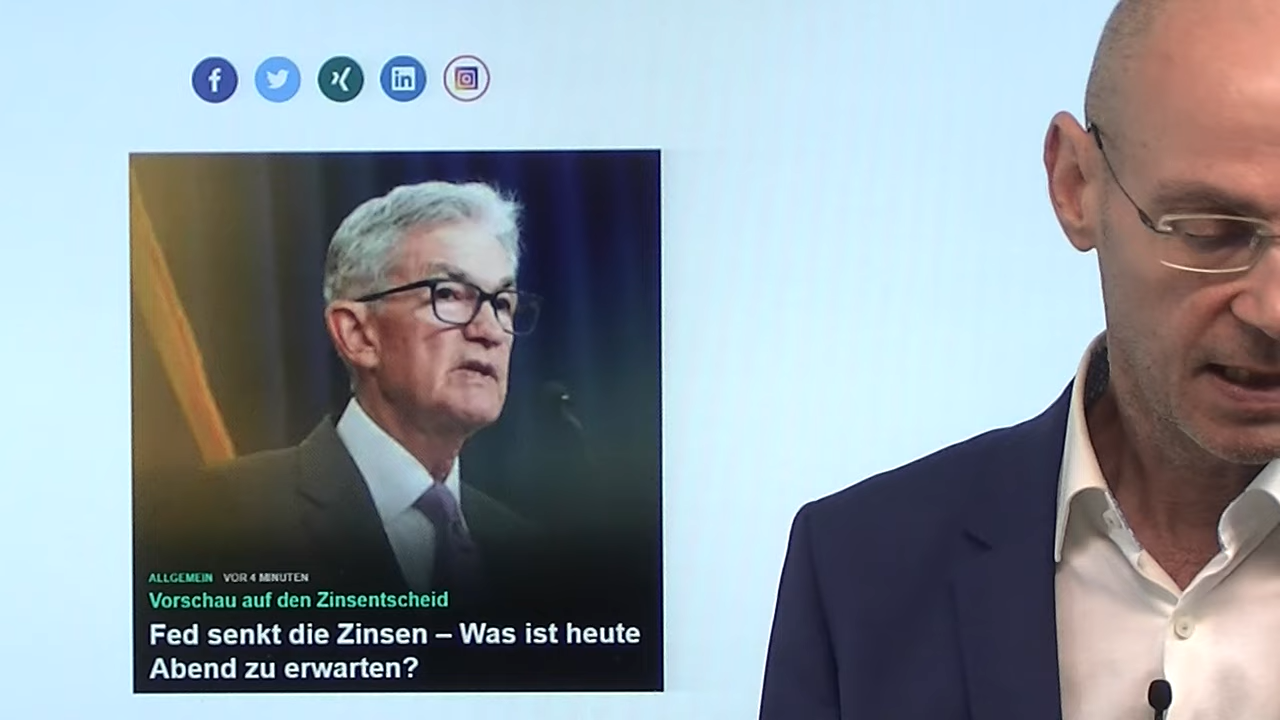 ALLGEMEIN VOR 4 MINUTEN
Vorschau auf den Zinsentscheid
Fed senkt die Zinsen – Was ist heute
Abend zu erwarten?